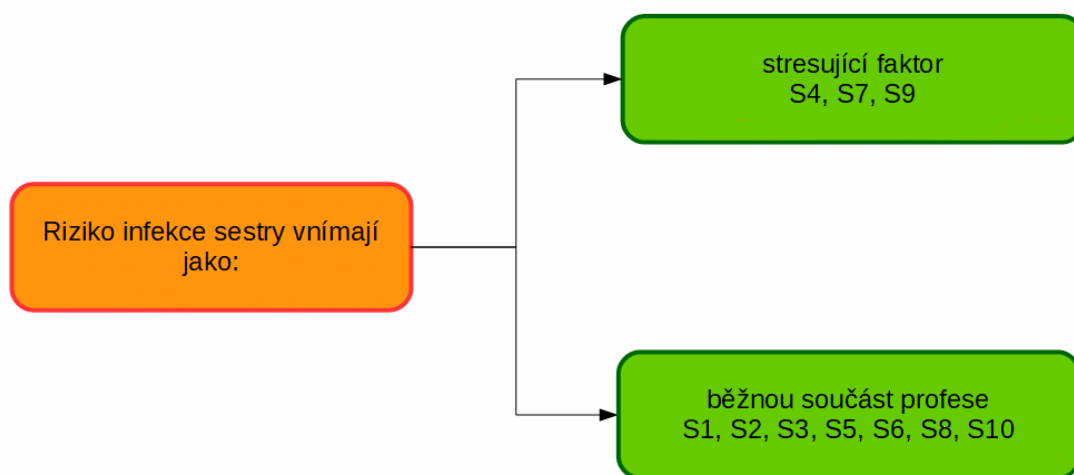 stresující faktor
S4, S7, S9
Riziko infekce sestry vnímají
jako:
běžnou součást profese
S1, S2, S3, S5, S6, S8, S10